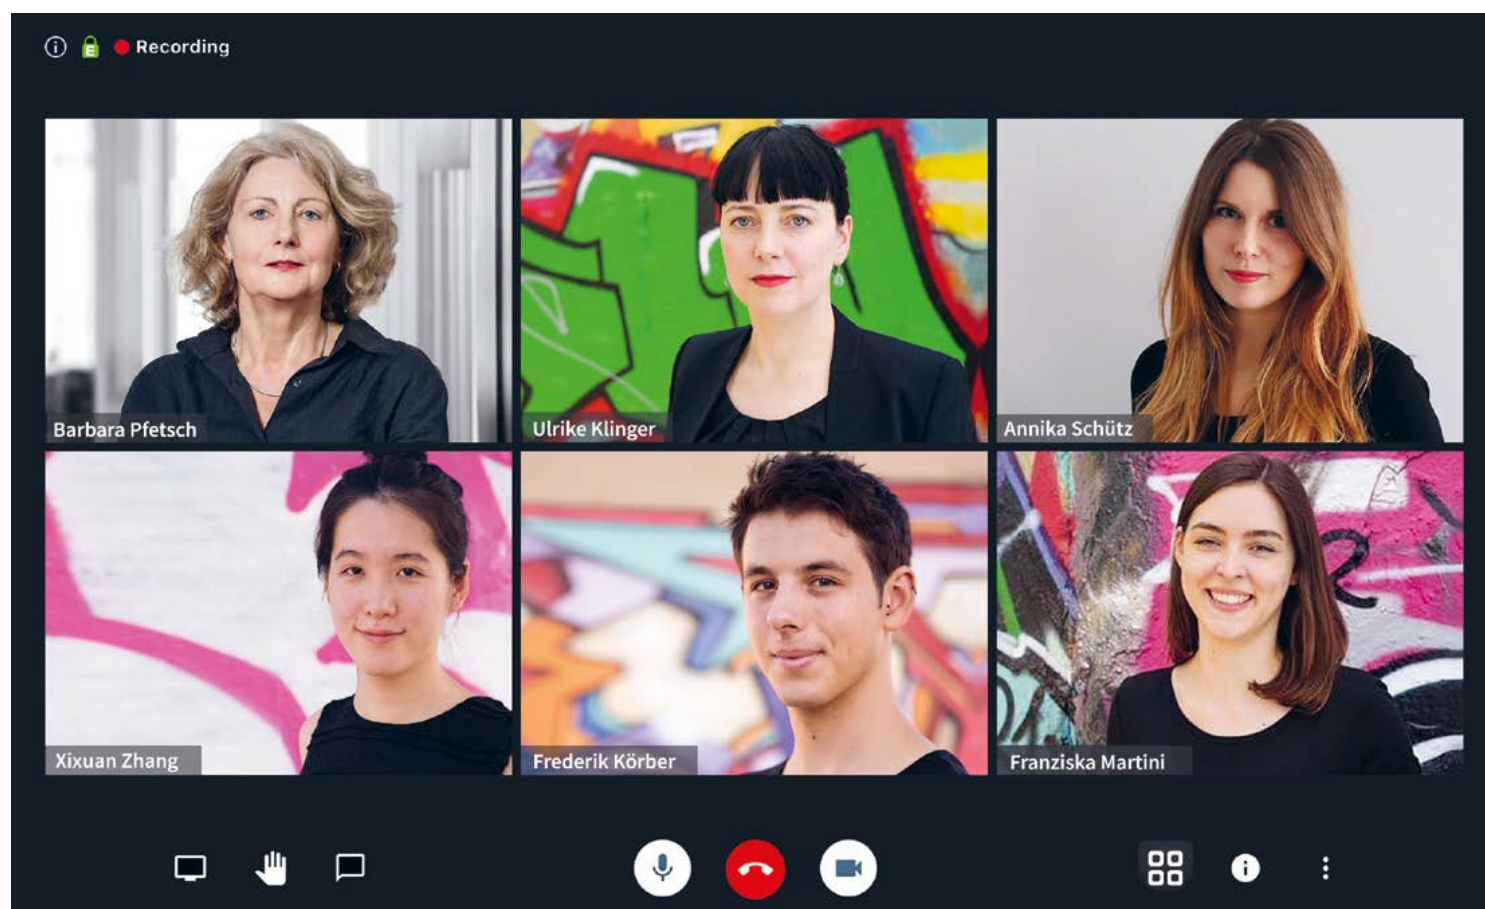 E
Recording
Barbara Pfetsch
Ulrike Klinger
Annika Schütz
Xixuan Zhang
Frederik Körber
Franziska Martini